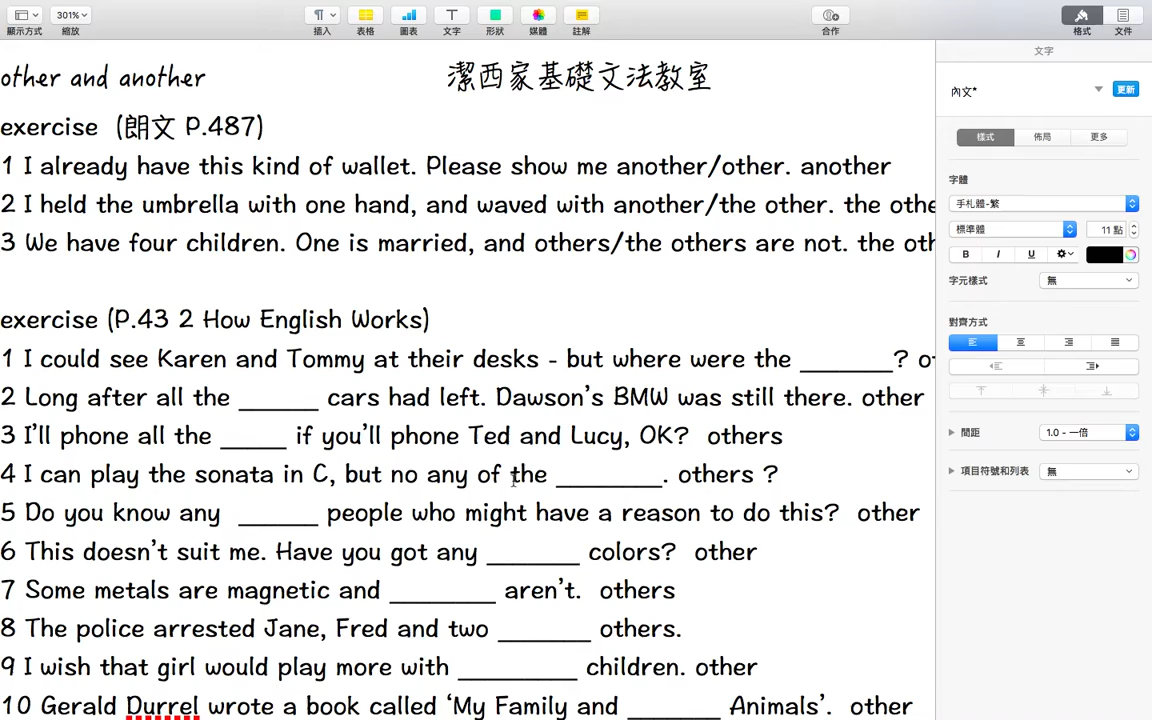 301%
顯示方式 縮放 插入 表格 圖表 文字 形狀 媒體 註解 合作 格式 文件
other and another 潔西家基礎文法教室
exercise (朗文 P.487)
1 I already have this kind of wallet. Please show me another/other. another
2 I held the umbrella with one hand, and waved with another/the other. the othe
3 We have four children. One is married, and others/the others are not. the oth
exercise (P.43 2 How English Works)
1 I could see Karen and Tommy at their desks - but where were the ________? o
2 Long after all the _______ cars had left. Dawson's BMW was still there. other
3 I'll phone all the ______ if you'll phone Ted and Lucy, OK? others
4 I can play the sonata in C, but no any of the _________. others ?
5 Do you know any _______ people who might have a reason to do this? other
6 This doesn't suit me. Have you got any ________ colors? other
7 Some metals are magnetic and _________ aren't. others
8 The police arrested Jane, Fred and two ________ others.
9 I wish that girl would play more with __________ children. other
10 Gerald Durrel wrote a book called 'My Family and ________ Animals'. other
文字
內文* 更新
樣式 佈局 更多
字體
手札體-繁
標準體 11 點
B I U
字元樣式 無
對齊方式
間距 1.0 - 一倍
項目符號和列表 無